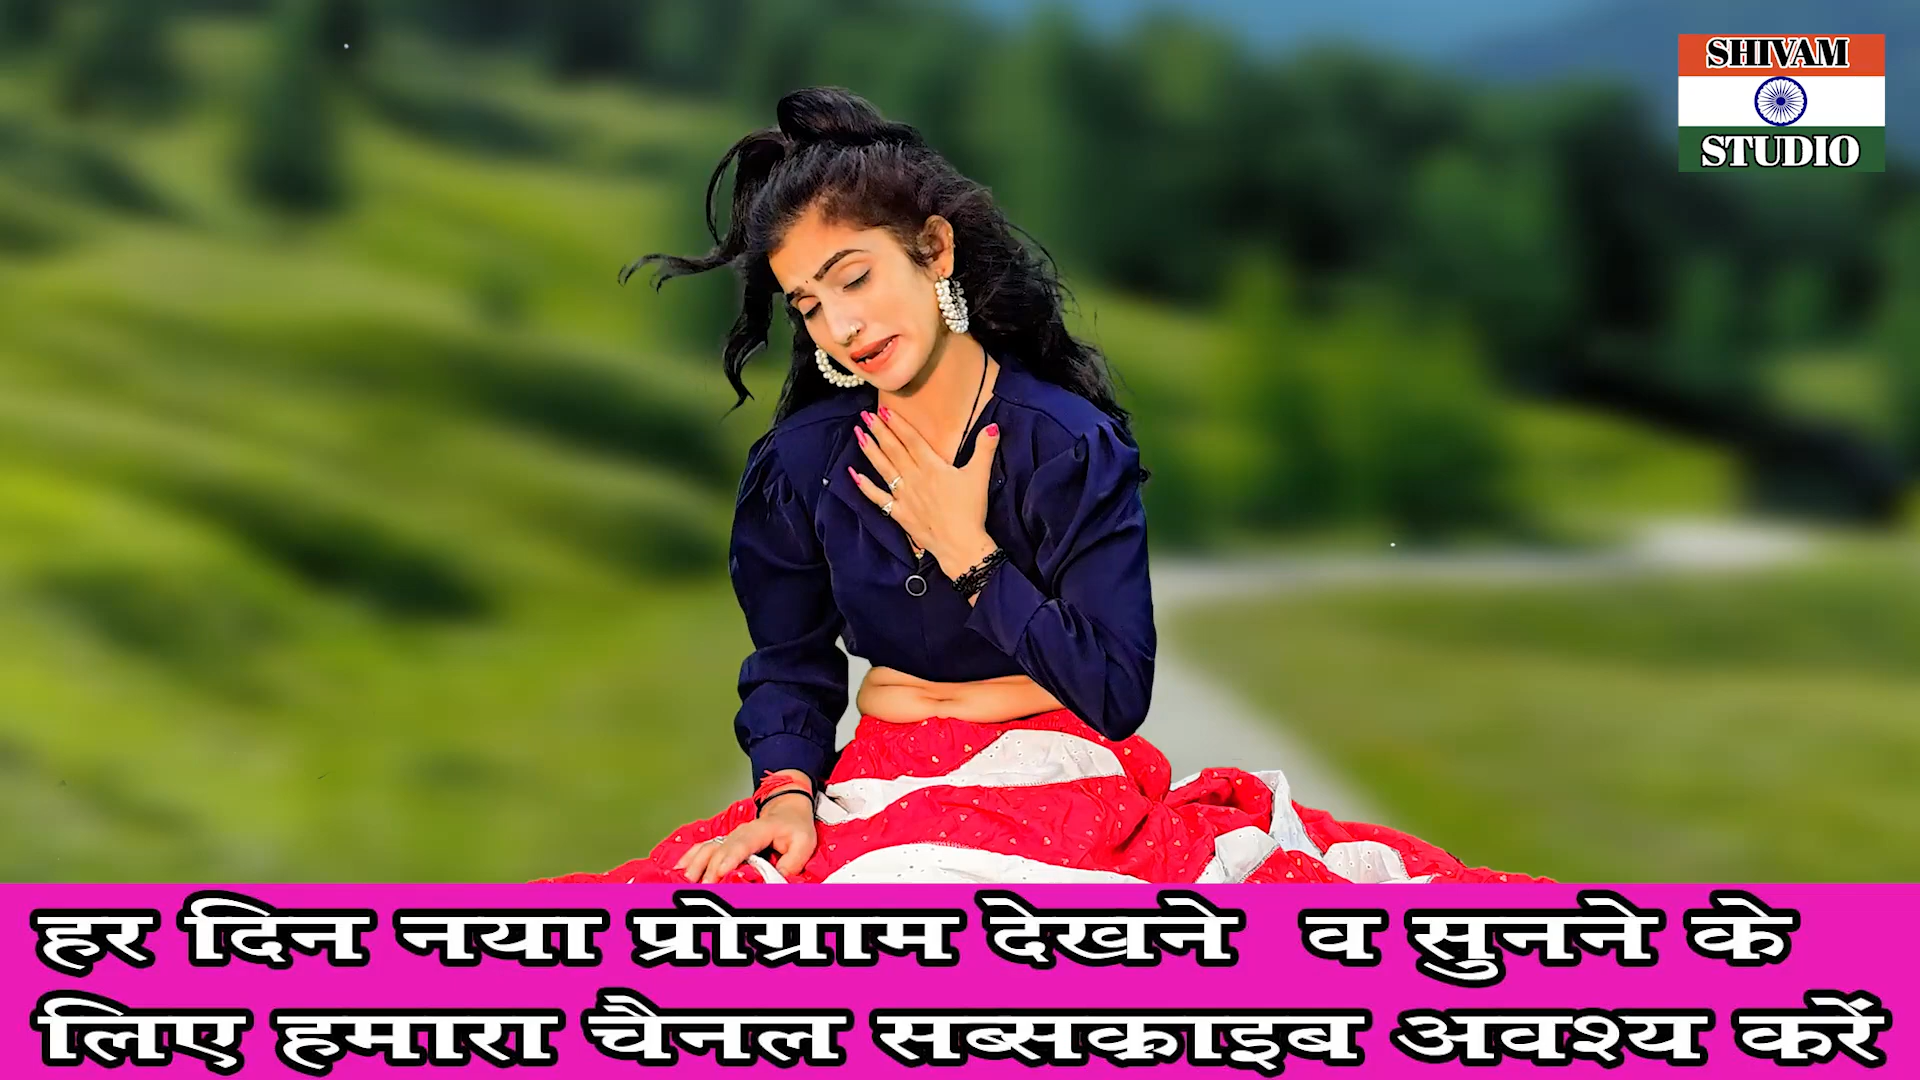 SHIVAM
STUDIO
हर दिन नया प्रोग्राम देखने व सुनने के
लिए हमारा चैनल सब्सक्राइब अवश्य करें